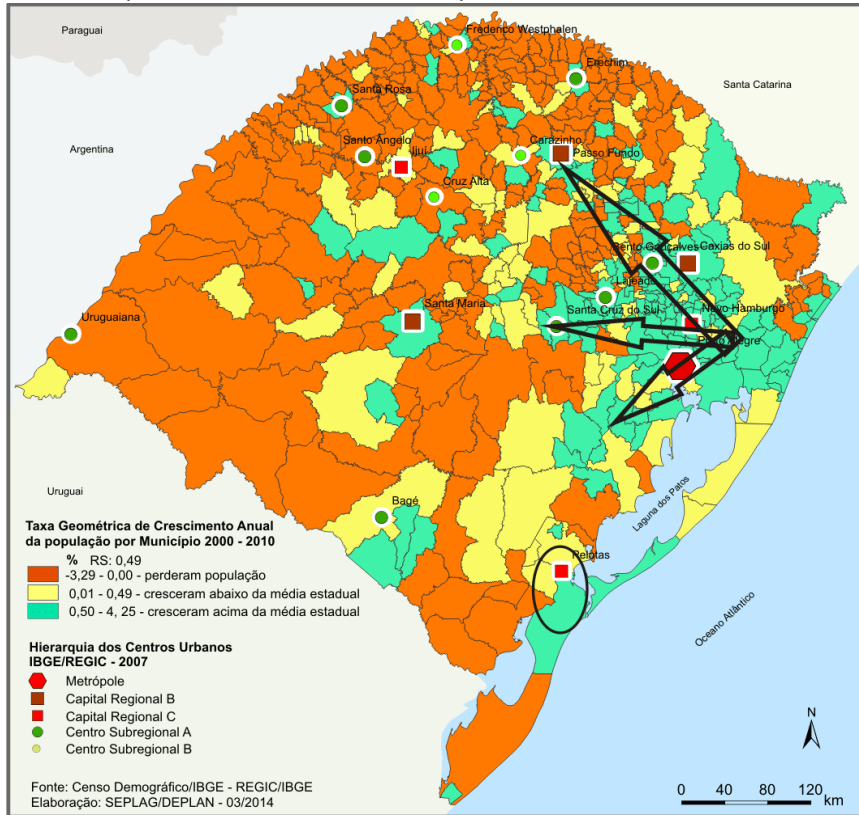 Paraguai
Frederico Westphalen
Erechim
Santa Catarina
Santa Rosa
Argentina
Santo Ângelo
Ijuí
Carazinho
Passo Fundo
Cruz Alta
Bento Gonçalves
Caxias do Sul
Lajeado
Santa Maria
Santa Cruz do Sul
Novo Hamburgo
Uruguaiana
Porto Alegre
Uruguai
Bagé
Laguna dos Patos
Pelotas
Oceano Atlântico
Taxa Geométrica de Crescimento Anual
da população por Município 2000 - 2010
% RS: 0,49
-3,29 - 0,00 - perderam população
0,01 - 0,49 - cresceram abaixo da média estadual
0,50 - 4, 25 - cresceram acima da média estadual
Hierarquia dos Centros Urbanos
IBGE/REGIC - 2007
Metrópole
Capital Regional B
Capital Regional C
Centro Subregional A
Centro Subregional B
Fonte: Censo Demográfico/IBGE - REGIC/IBGE
Elaboração: SEPLAG/DEPLAN - 03/2014
N
0 40 80 120
km